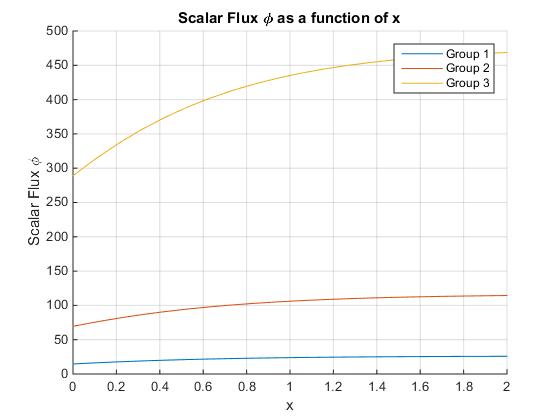 Scalar Flux ϕ as a function of x
500
450
400
350
300
250
200
150
100
50
0
Scalar Flux ϕ
Group 1
Group 2
Group 3
0 0.2 0.4 0.6 0.8 1 1.2 1.4 1.6 1.8 2
x